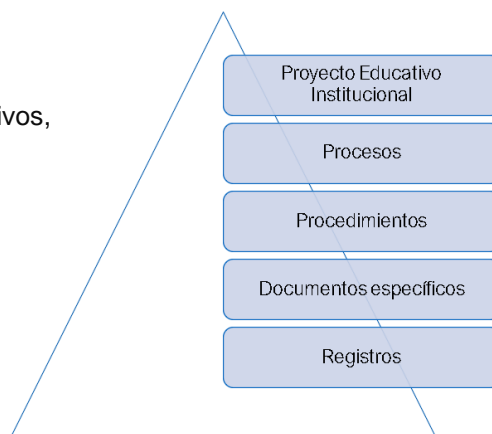 Proyecto Educativo
Institucional
ivos,
Procesos
Procedimientos
Documentos específicos
Registros